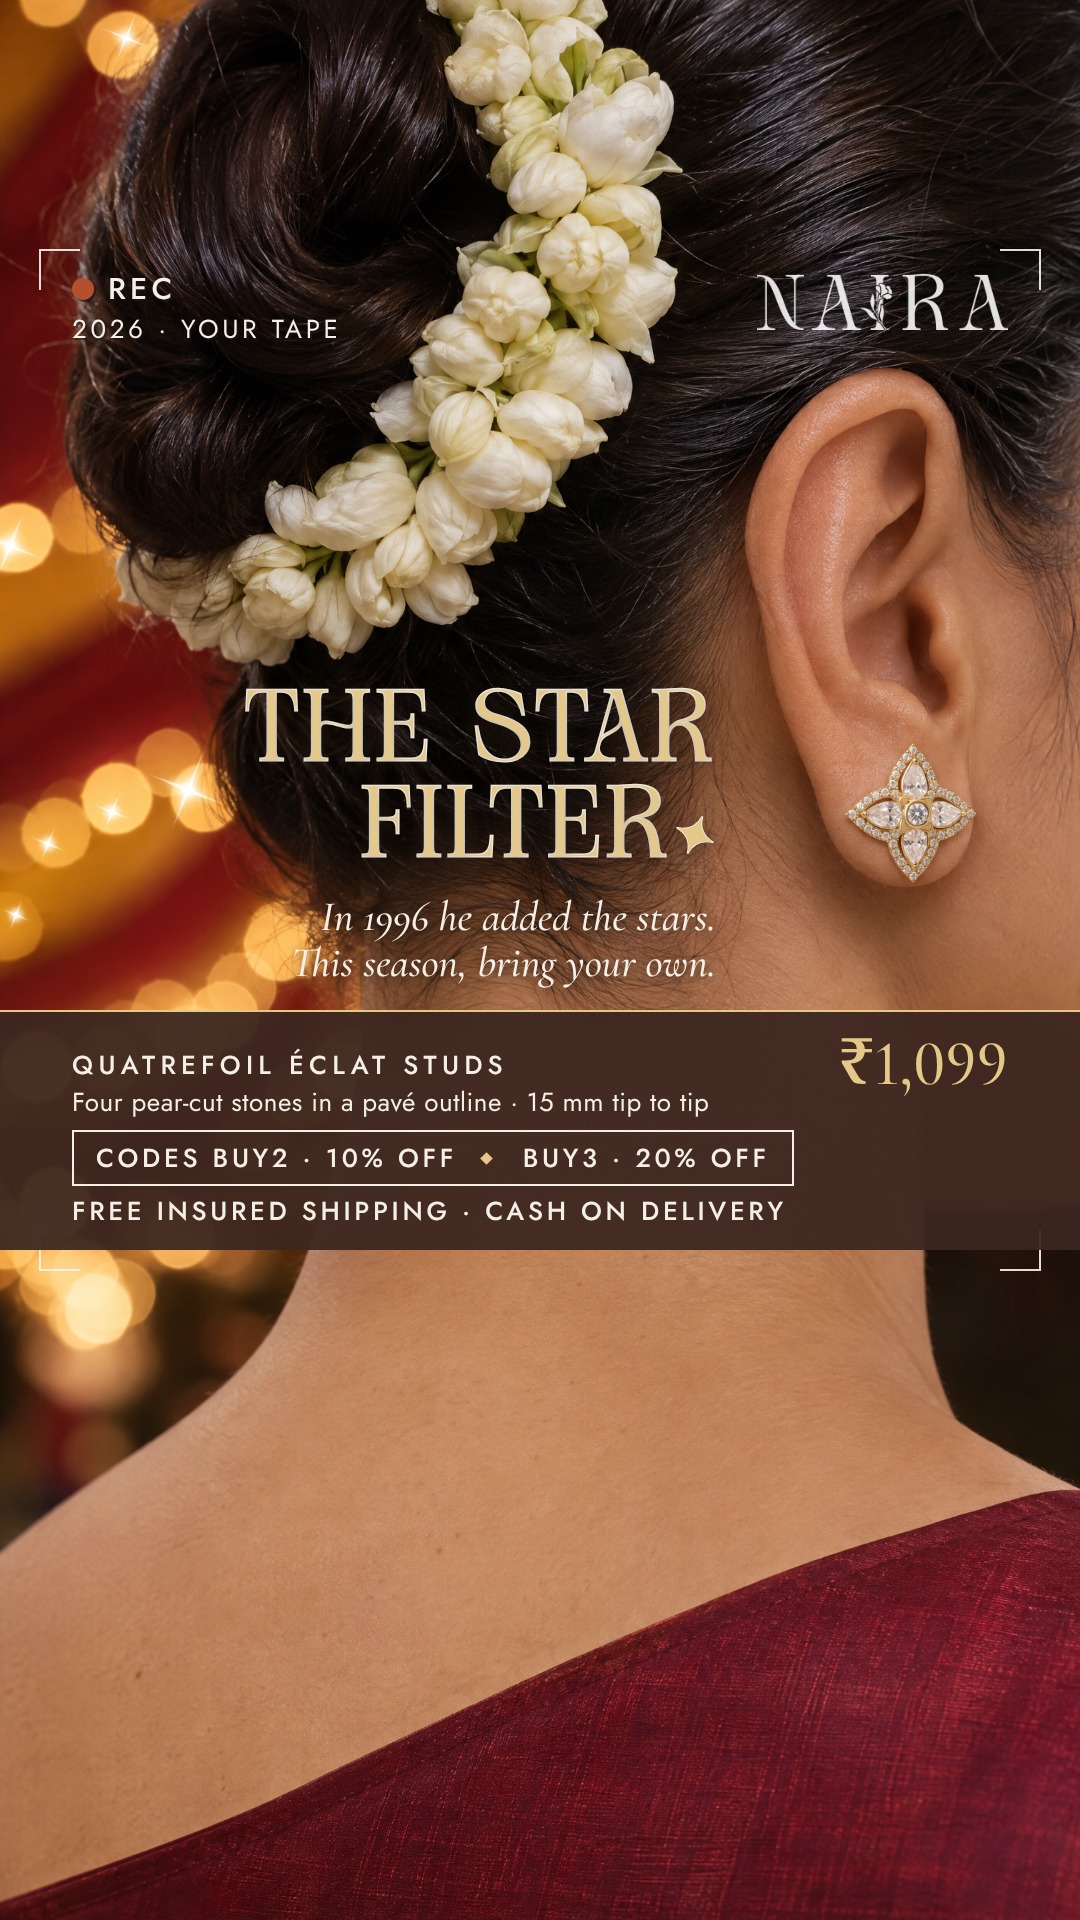 REC
2026 · YOUR TAPE
NAIRA
THE STAR
FILTER
In 1996 he added the stars.
This season, bring your own.
QUATREFOIL ÉCLAT STUDS
₹1,099
Four pear-cut stones in a pavé outline · 15 mm tip to tip
CODES BUY2 · 10% OFF ◆ BUY3 · 20% OFF
FREE INSURED SHIPPING · CASH ON DELIVERY